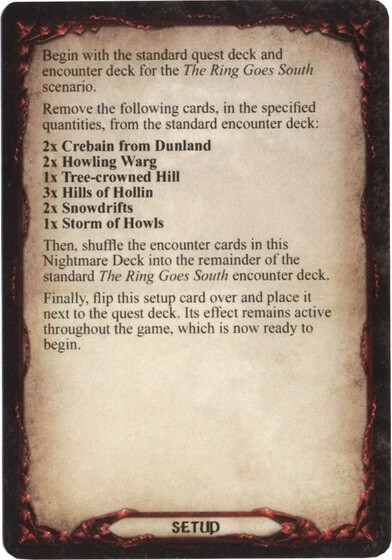 Begin with the standard quest deck and
encounter deck for the The Ring Goes South
scenario.
Remove the following cards, in the specified
quantities, from the standard encounter deck:
2x Crebain from Dunland
2x Howling Warg
1x Tree-crowned Hill
3x Hills of Hollin
2x Snowdrifts
1x Storm of Howls
Then, shuffle the encounter cards in this
Nightmare Deck into the remainder of the
standard The Ring Goes South encounter deck.
Finally, flip this setup card over and place it
next to the quest deck. Its effect remains active
throughout the game, which is now ready to
begin.
SETUP